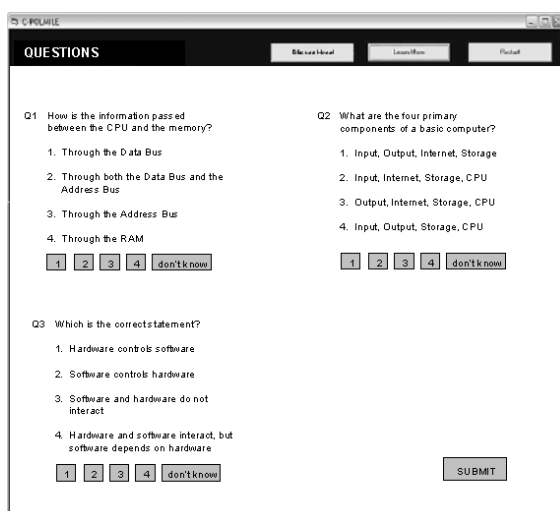 C-POLMILE
QUESTIONS
Learn More
Restart
Q1 How is the information passed
between the CPU and the memory?
1. Through the Data Bus
2. Through both the Data Bus and the
Address Bus
3. Through the Address Bus
4. Through the RAM
1 2 3 4 don't know
Q2 What are the four primary
components of a basic computer?
1. Input, Output, Internet, Storage
2. Input, Internet, Storage, CPU
3. Output, Internet, Storage, CPU
4. Input, Output, Storage, CPU
1 2 3 4 don't know
Q3 Which is the correct statement?
1. Hardware controls software
2. Software controls hardware
3. Software and hardware do not
interact
4. Hardware and software interact, but
software depends on hardware
1 2 3 4 don't know
SUBMIT